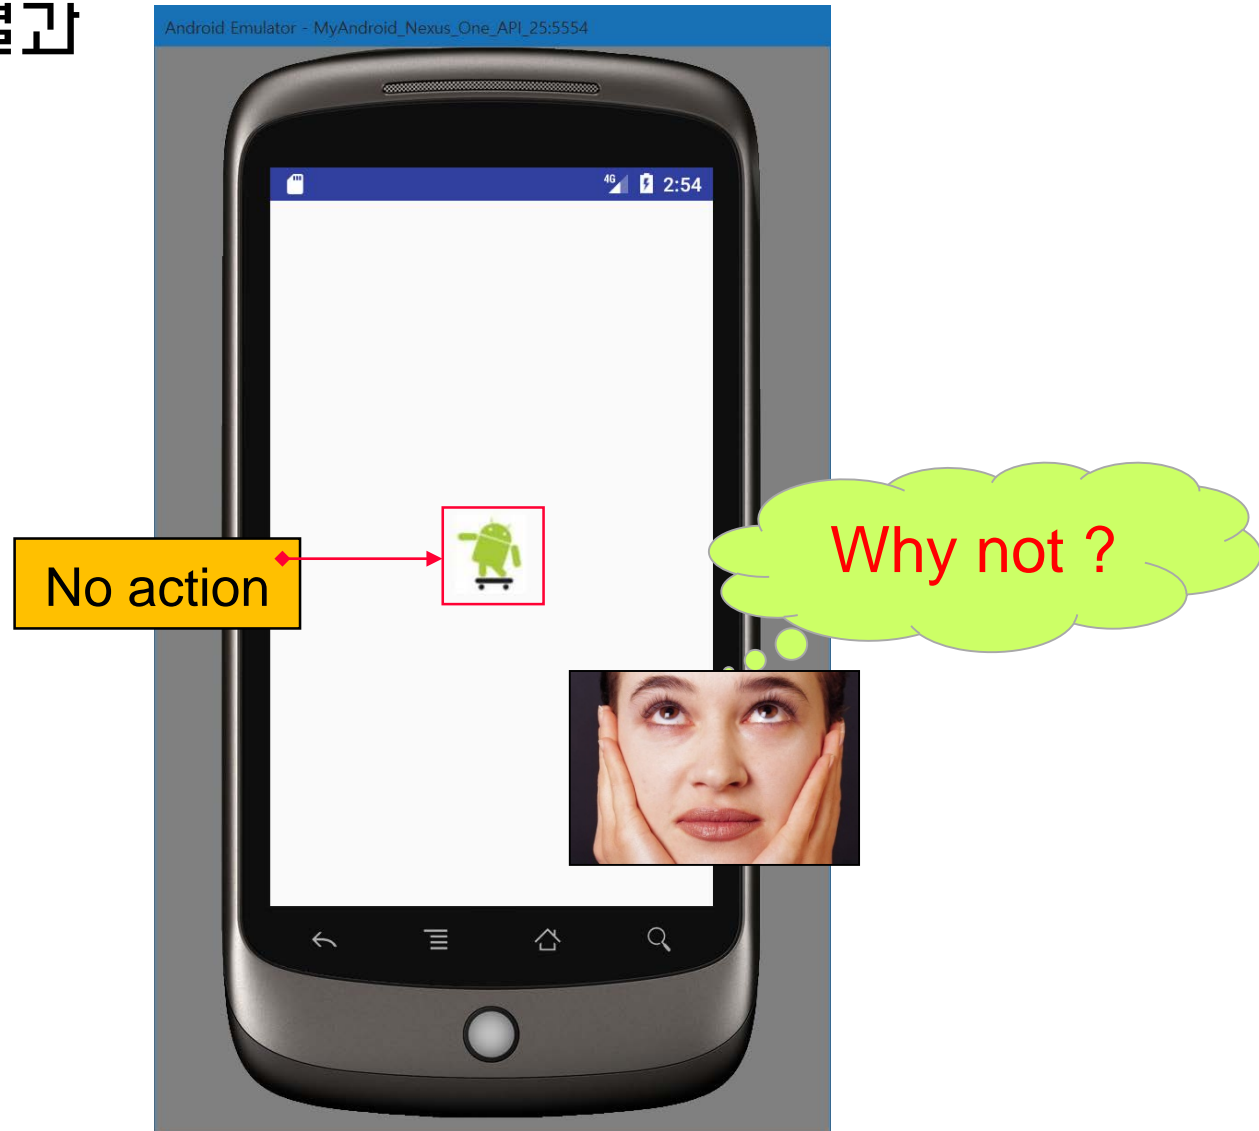 Android Emulator - MyAndroid_Nexus_One_API_25:5554
4G 2:54
No action
Why not ?